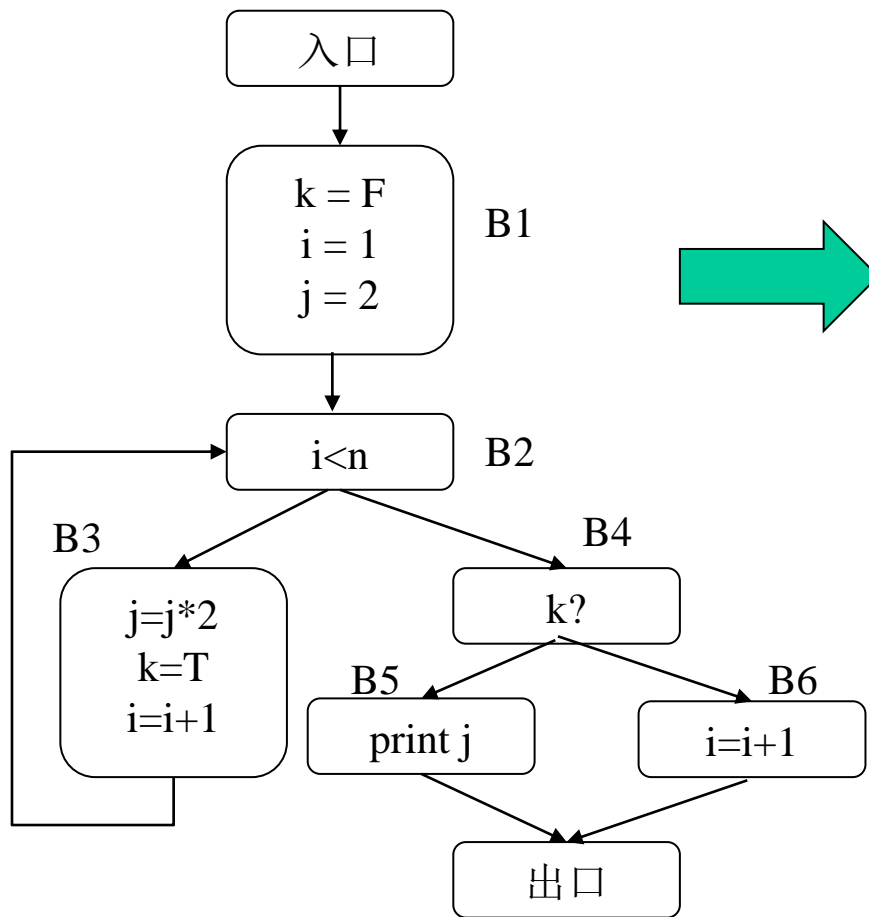 入口
k = F
i = 1
j = 2
B1
i<n
B2
B3
B4
j=j*2
k=T
i=i+1
k?
B5
B6
print j
i=i+1
出口